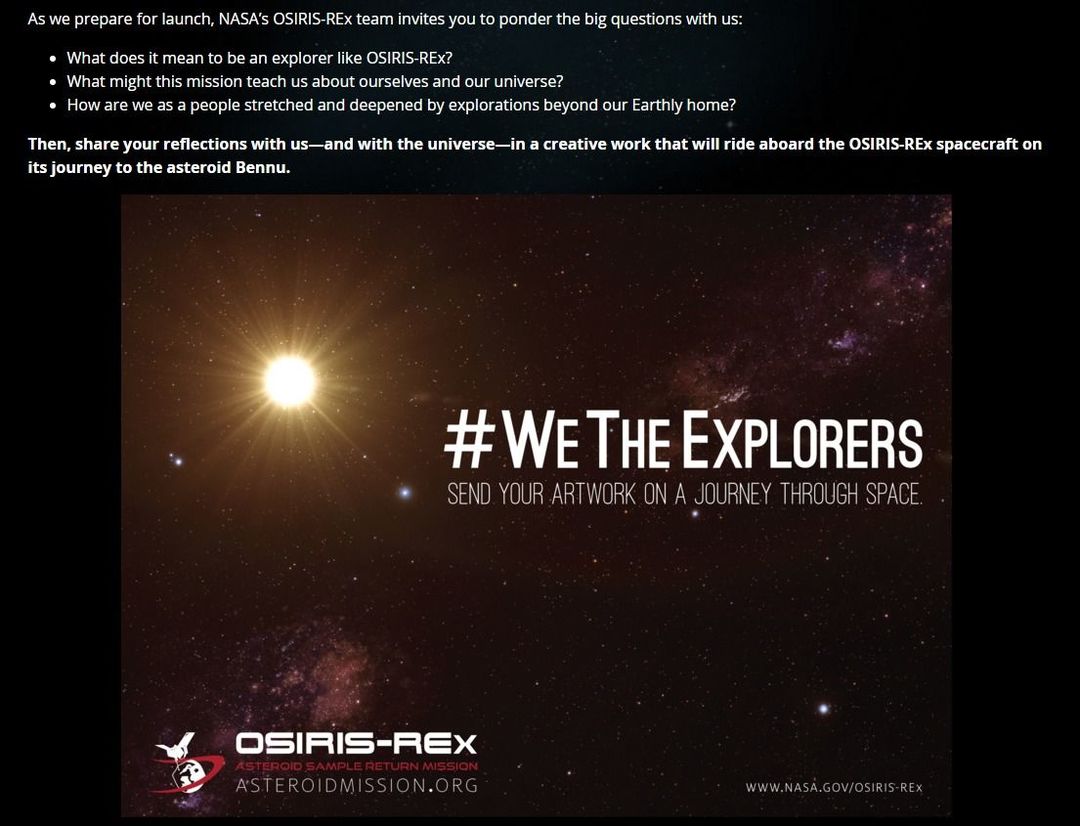 As we prepare for launch, NASA’s OSIRIS-REx team invites you to ponder the big questions with us:
• What does it mean to be an explorer like OSIRIS-REx?
• What might this mission teach us about ourselves and our universe?
• How are we as a people stretched and deepened by explorations beyond our Earthly home?
Then, share your reflections with us—and with the universe—in a creative work that will ride aboard the OSIRIS-REx spacecraft on
its journey to the asteroid Bennu.
#WE THE EXPLORERS
SEND YOUR ARTWORK ON A JOURNEY THROUGH SPACE.
OSIRIS-REx
ASTEROID SAMPLE RETURN MISSION
ASTEROIDMISSION.ORG
WWW.NASA.GOV/OSIRIS-REx